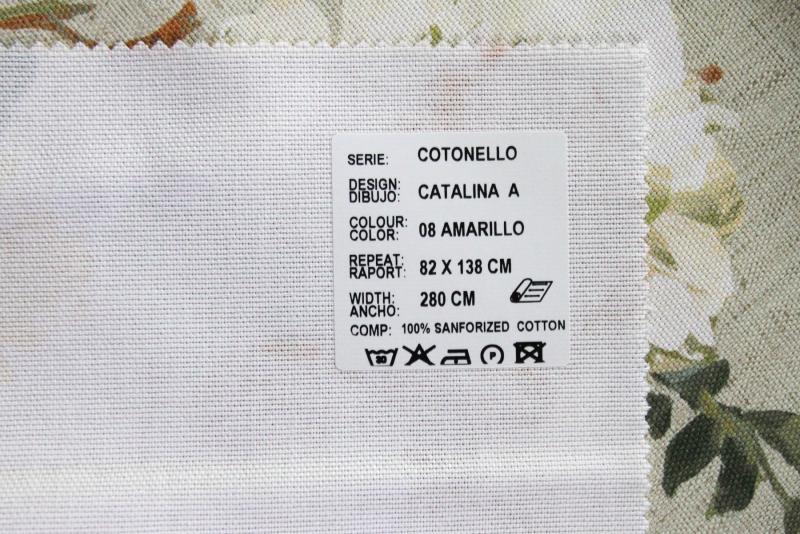 SERIE: COTONELLO
DESIGN:
DIBUJO: CATALINA A
COLOUR:
COLOR: 08 AMARILLO
REPEAT:
RAPORT: 82 X 138 CM
WIDTH:
ANCHO: 280 CM
COMP: 100% SANFORIZED COTTON
30 A P